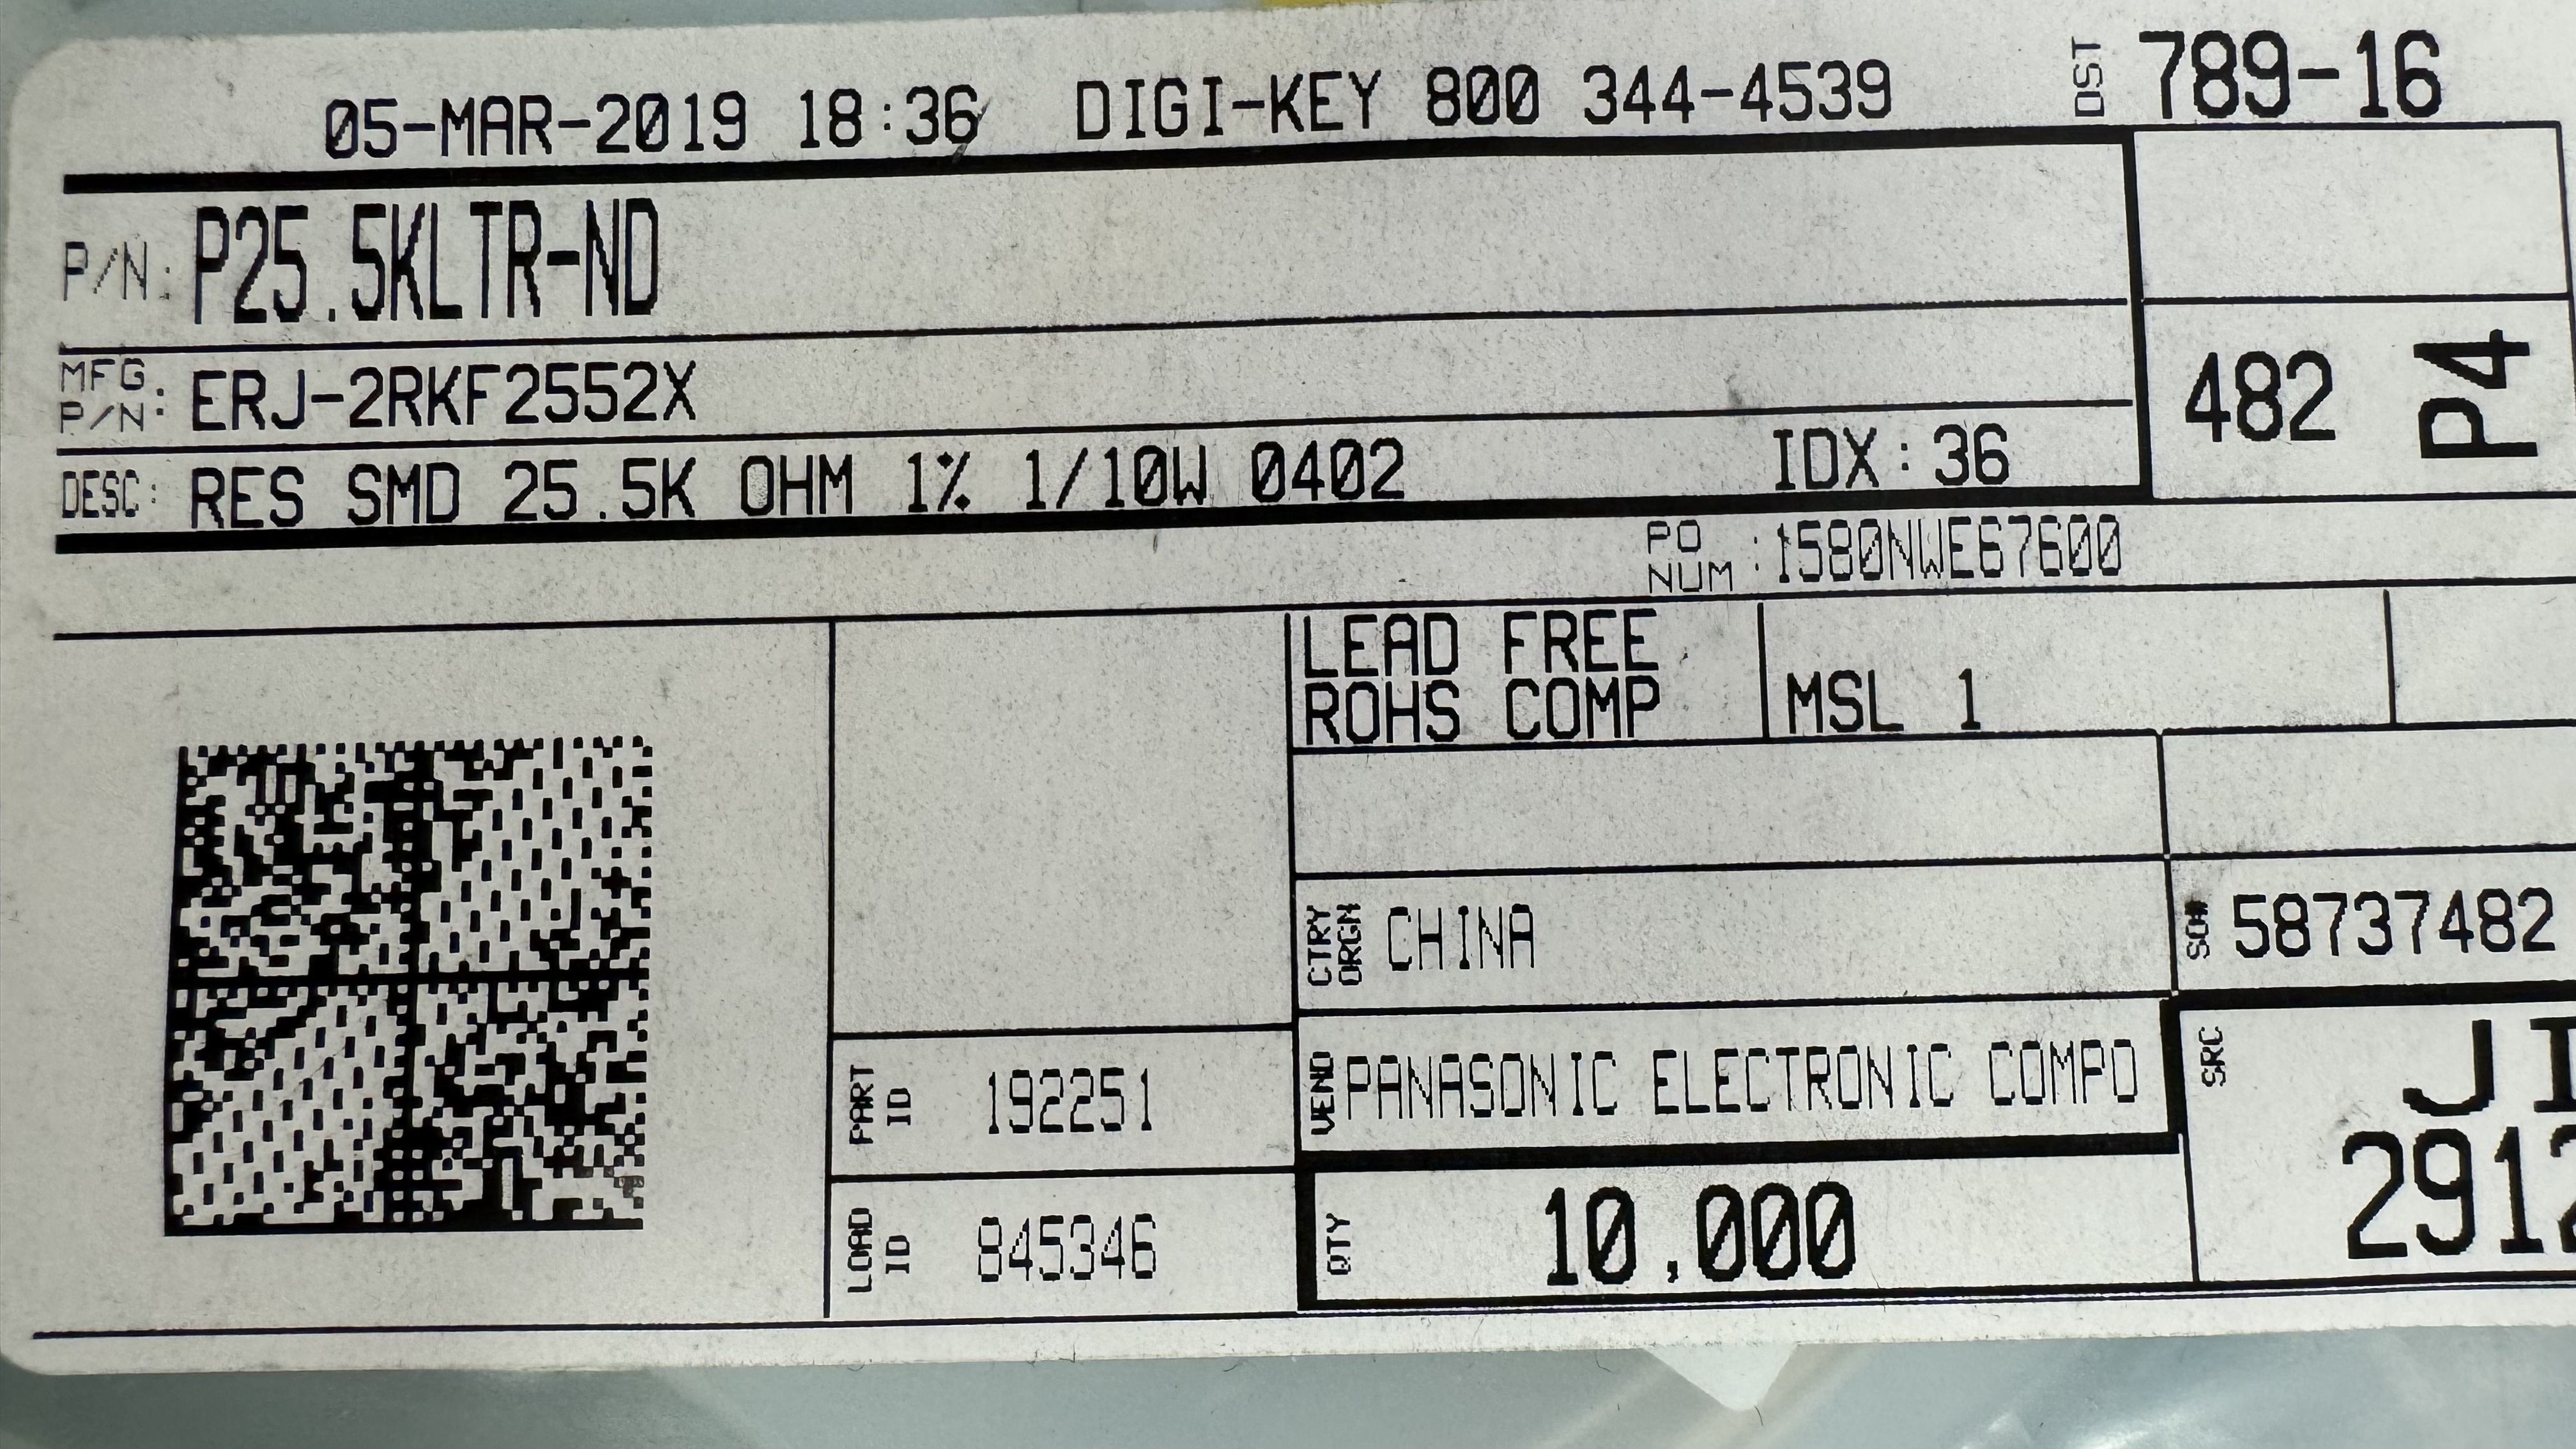 05-MAR-2019 18:36 DIGI-KEY 800 344-4539 DST 789-16
P/N: P25.5KLTR-ND
MFG. P/N: ERJ-2RKF2552X
482 P4
DESC: RES SMD 25.5K OHM 1% 1/10W 0402 IDX:36
PO NUM :1580NWE67600
LEAD FREE
ROHS COMP
MSL 1
CTRY ORGN CHINA
SO# 58737482
PART ID 192251
VEND PANASONIC ELECTRONIC COMPO
SRC JI
LOAD ID 845346
QTY 10,000
2912